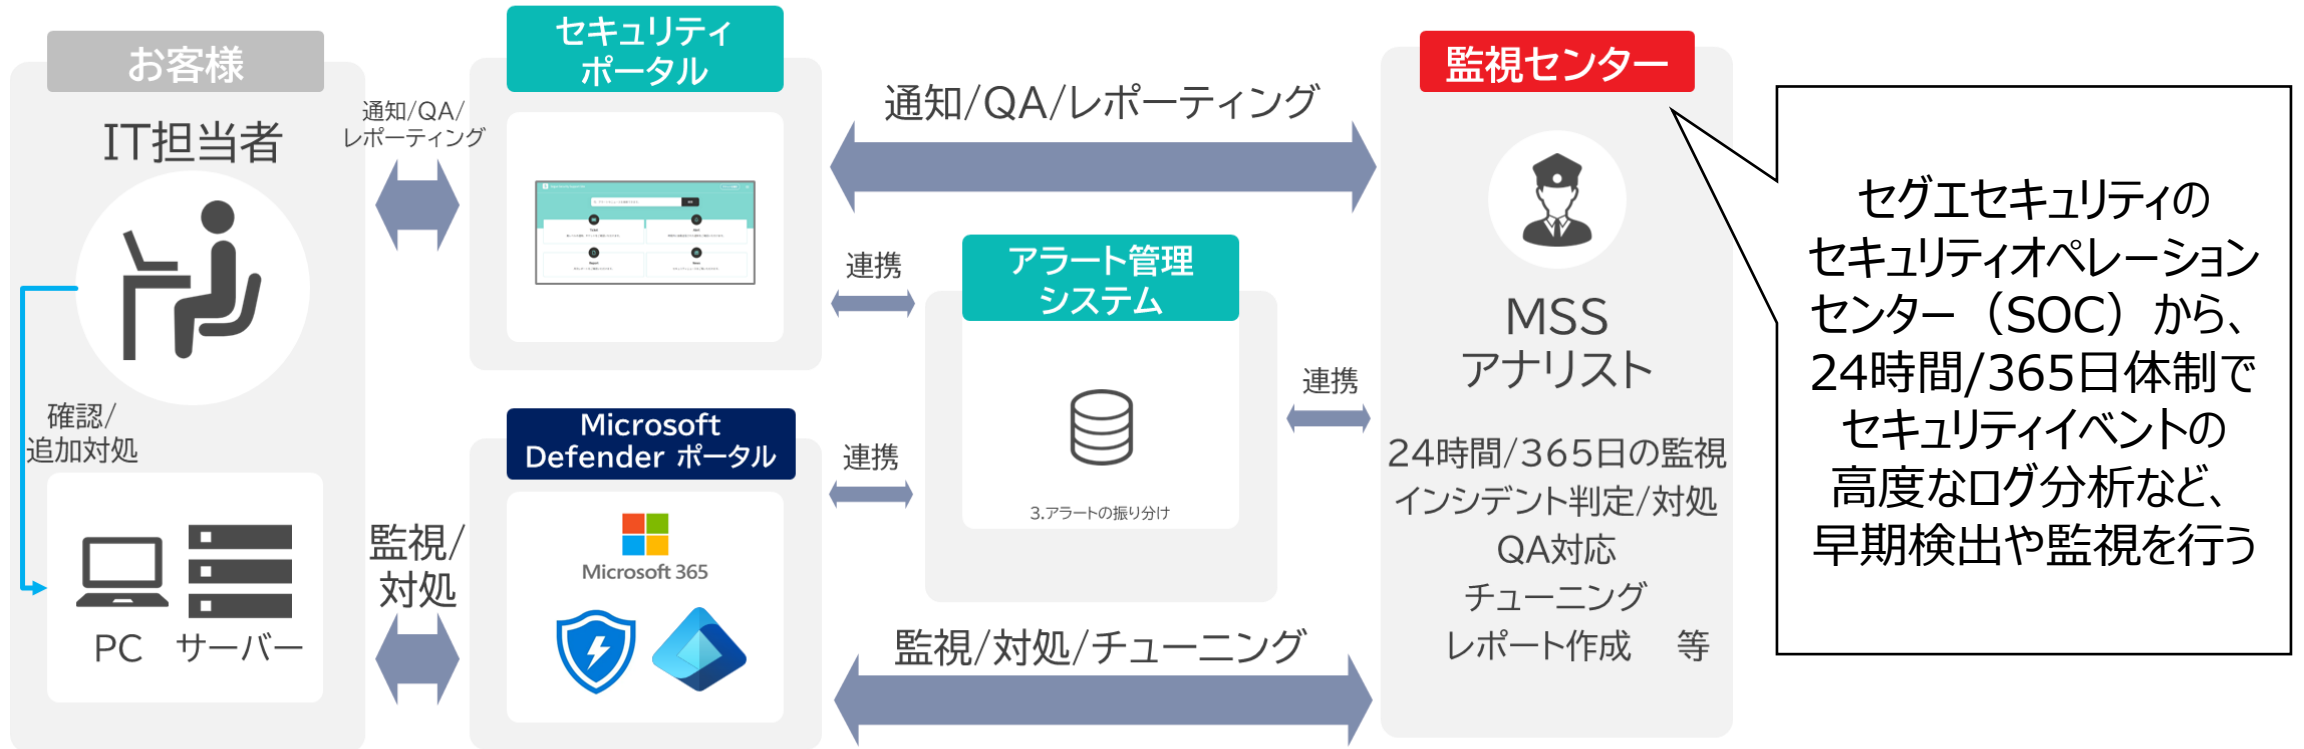 お客様
IT担当者
確認/
追加対処
PC サーバー
通知/QA/
レポーティング
監視/
対処
セキュリティ
ポータル
Microsoft
Defender ポータル
Microsoft 365
通知/QA/レポーティング
連携
連携
アラート管理
システム
3.アラートの振り分け
連携
監視/対処/チューニング
監視センター
MSS
アナリスト
24時間/365日の監視
インシデント判定/対処
QA対応
チューニング
レポート作成 等
セグエセキュリティの
セキュリティオペレーション
センター（SOC）から、
24時間/365日体制で
セキュリティイベントの
高度なログ分析など、
早期検出や監視を行う